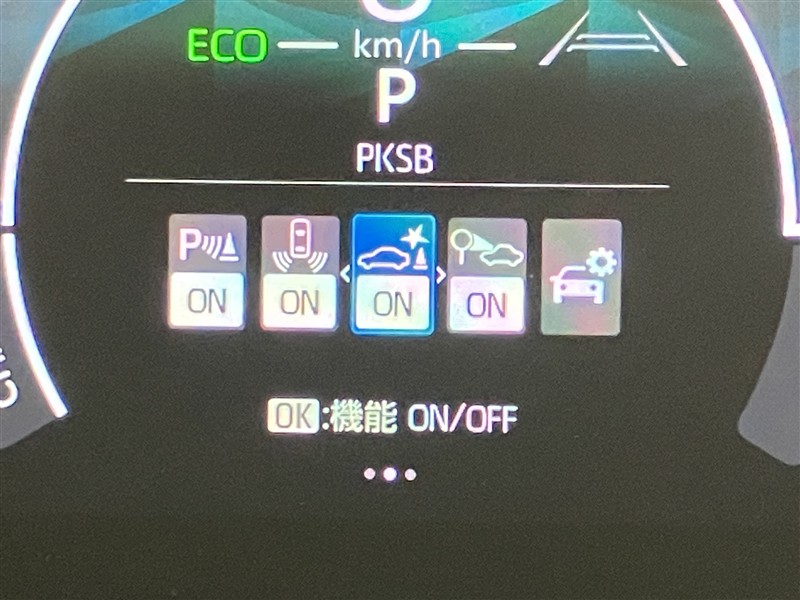 ECO km/h
P
PKSB
P
ON ON ON ON
OK:機能 ON/OFF